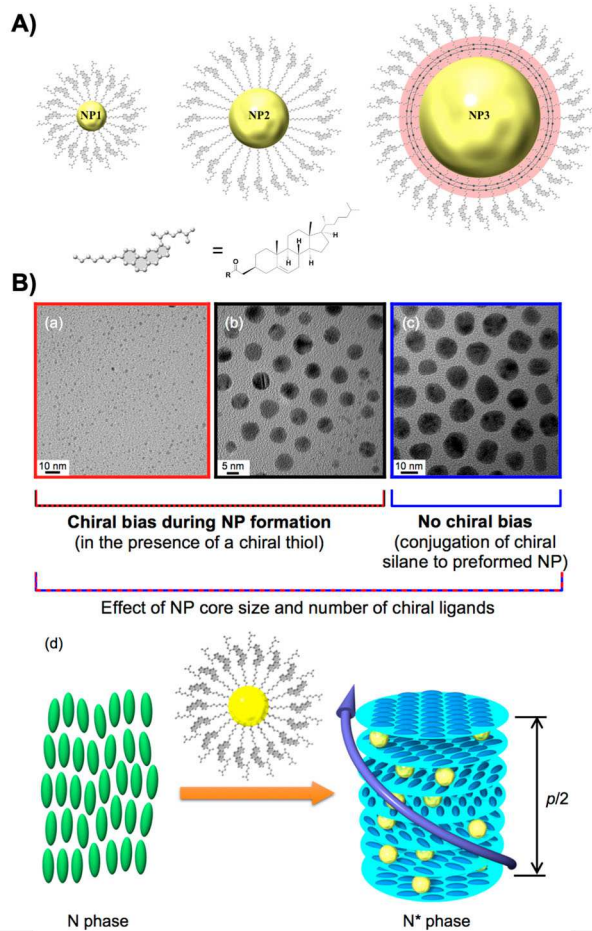 A)
NP1
NP2
NP3
=
H
H
H
H
O
R
B)
(a)
(b)
(c)
10 nm
5 nm
10 nm
Chiral bias during NP formation
(in the presence of a chiral thiol)
No chiral bias
(conjugation of chiral
silane to preformed NP)
Effect of NP core size and number of chiral ligands
(d)
p/2
N phase
N* phase